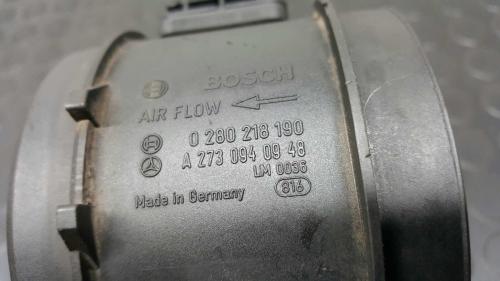 BOSCH
AIR FLOW
0 280 218 190
A 273 094 09 48
LM 0036
Made in Germany
816